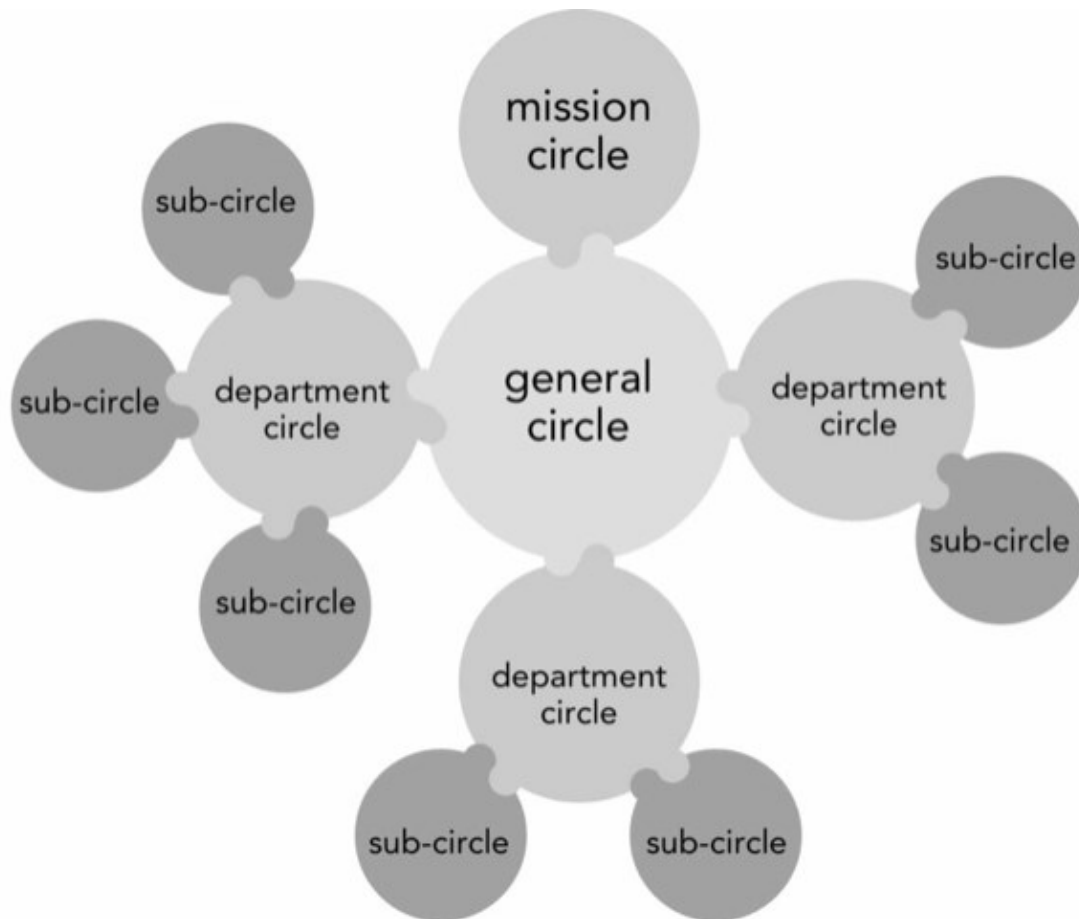 mission
circle
sub-circle
sub-circle
general
circle
department
circle
sub-circle
department
circle
sub-circle
sub-circle
department
circle
sub-circle
sub-circle